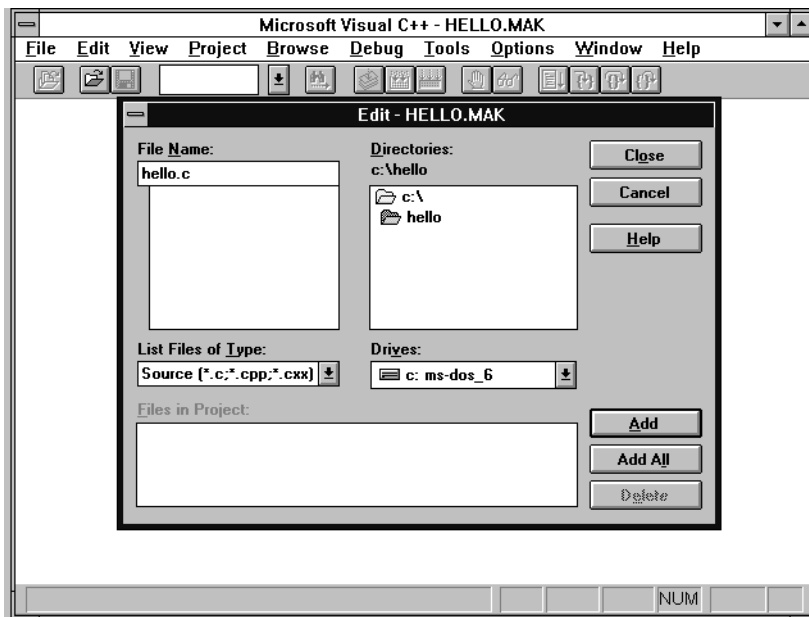 Microsoft Visual C++ - HELLO.MAK
File Edit View Project Browse Debug Tools Options Window Help
Edit - HELLO.MAK
File Name:
hello.c
Directories:
c:\hello
c:\
hello
Close
Cancel
Help
List Files of Type:
Source (*.c;*.cpp;*.cxx)
Drives:
c: ms-dos_6
Files in Project:
Add
Add All
Delete
NUM